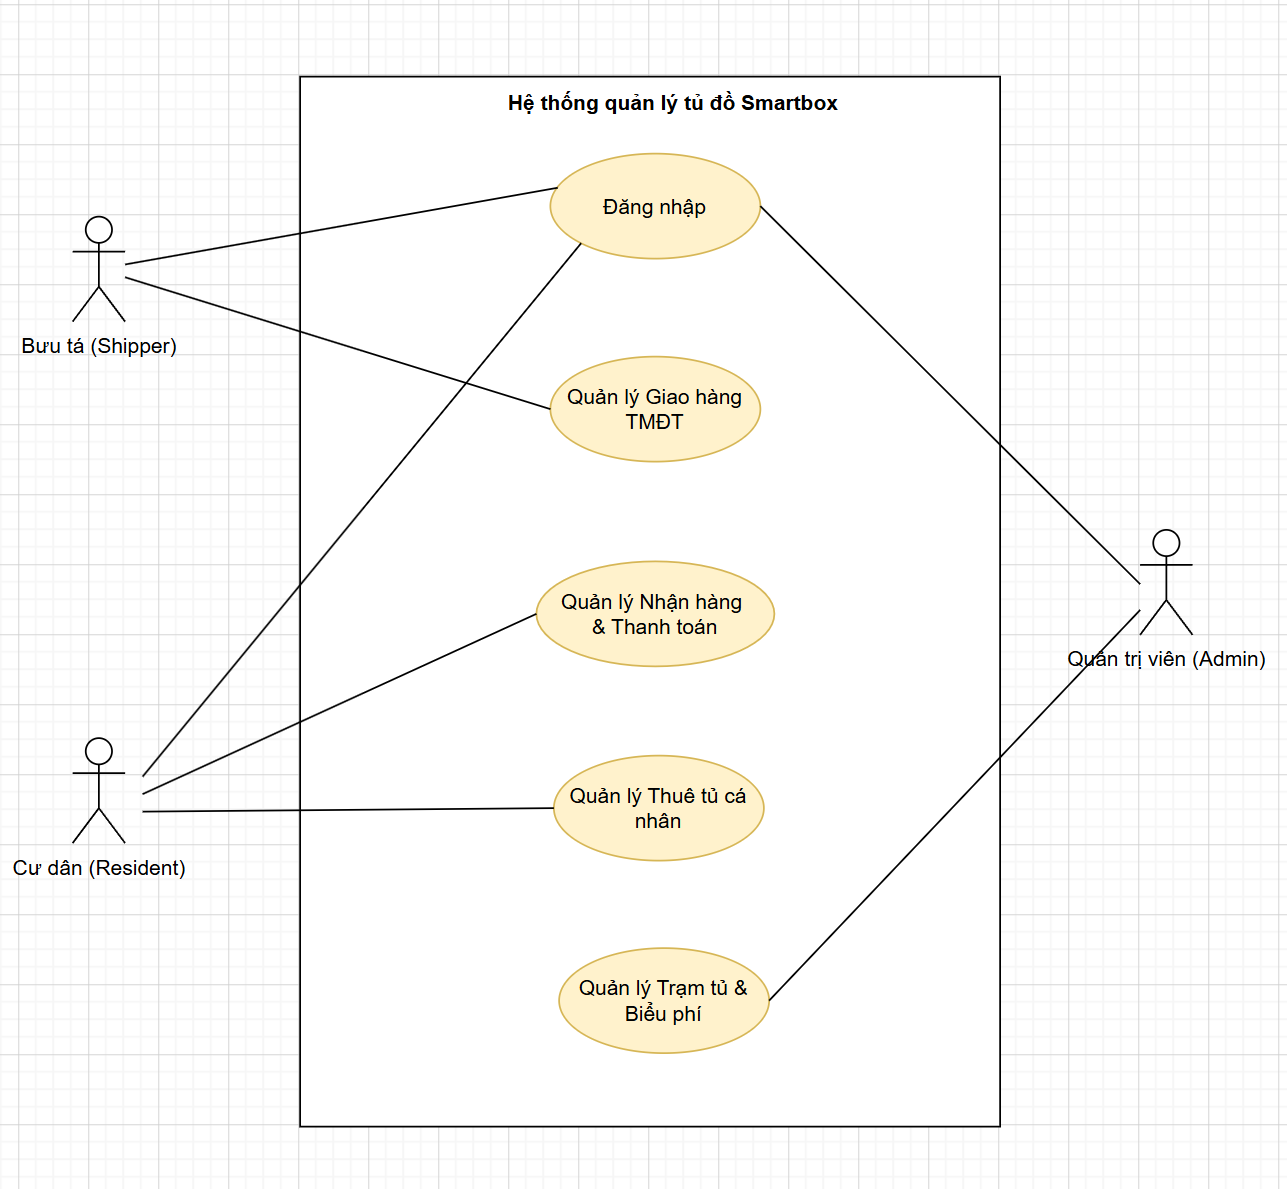 Hệ thống quản lý tủ đồ Smartbox
Đăng nhập
Bưu tá (Shipper)
Quản lý Giao hàng
TMĐT
Quản lý Nhận hàng
& Thanh toán
Quản trị viên (Admin)
Quản lý Thuê tủ cá
nhân
Cư dân (Resident)
Quản lý Trạm tủ &
Biểu phí